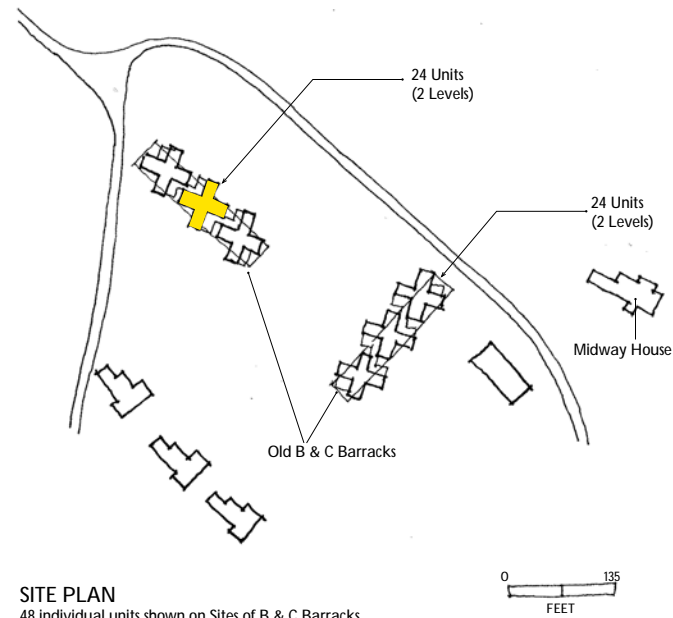 24 Units
(2 Levels)
24 Units
(2 Levels)
Midway House
Old B & C Barracks
SITE PLAN
48 individual units shown on Sites of B & C Barracks
0 135
FEET